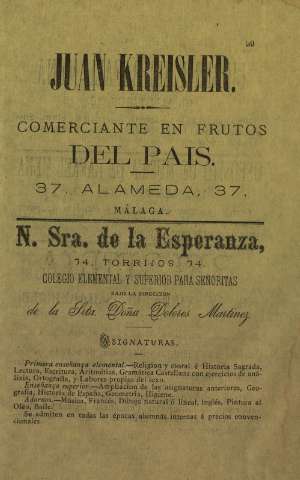 JUAN KREISLER.
COMERCIANTE EN FRUTOS
DEL PAIS.
37, ALAMEDA, 37,
MÁLAGA.
N. Sra. de la Esperanza,
74, TORRIJOS, 74.
COLEGIO ELEMENTAL Y SUPERIOR PARA SEÑORITAS
BAJO LA DIRECCION
de la Srta. Doña Dolores Martinez
ASIGNATURAS.
Primera enseñanza elemental.—Religion y moral é Historia Sagrada,
Lectura, Escritura, Aritmética, Gramática Castellana con ejercicios de análisis,
Ortografía, y Labores propias del sexo.
Enseñanza superior.—Ampliacion de las asignaturas anteriores, Geografía,
Historia de España, Geometría, Higiene.
Adornos.—Música, Francés, Dibujo natural ó lineal, Inglés, Pintura al
Oleo, Baile.
Se admiten en todas las épocas alumnas internas á precios convencionales